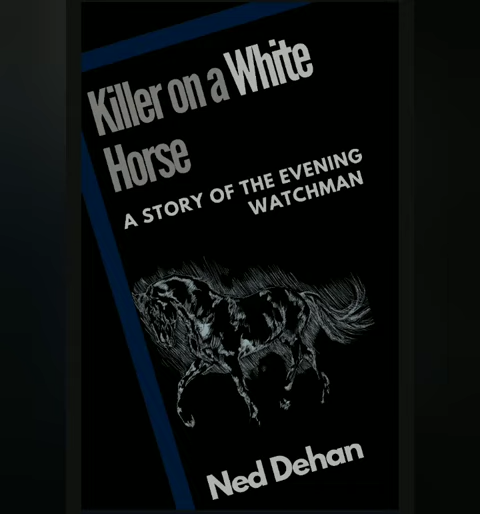 Killer on a White
Horse
A STORY OF THE EVENING
WATCHMAN
Ned Dehan